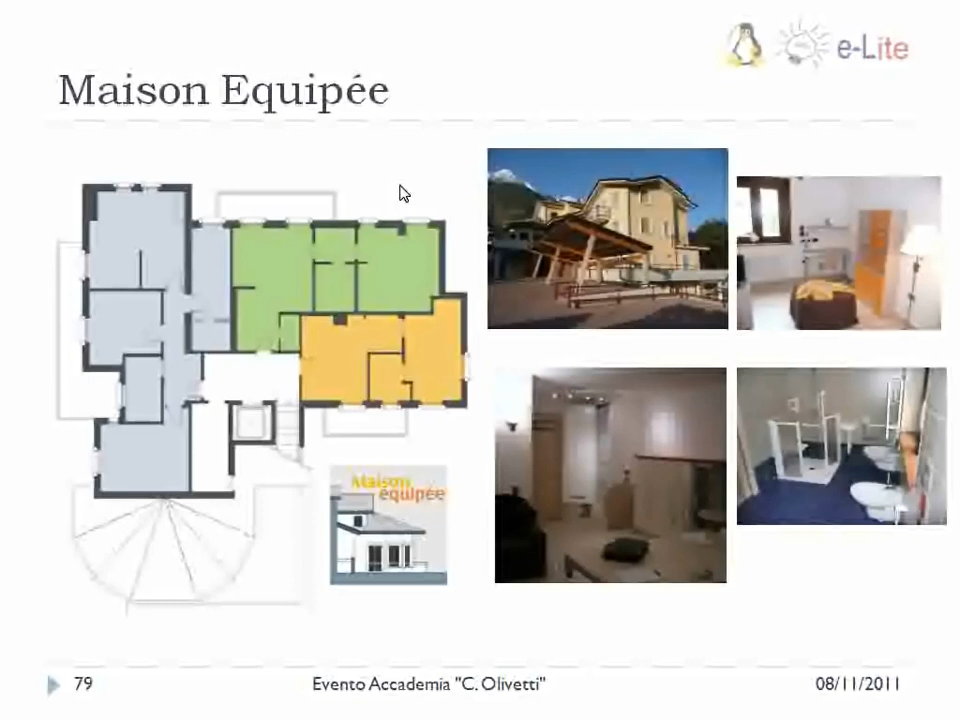 e-Lite
Maison Equipée
Maison
équipée
79
Evento Accademia "C. Olivetti"
08/11/2011